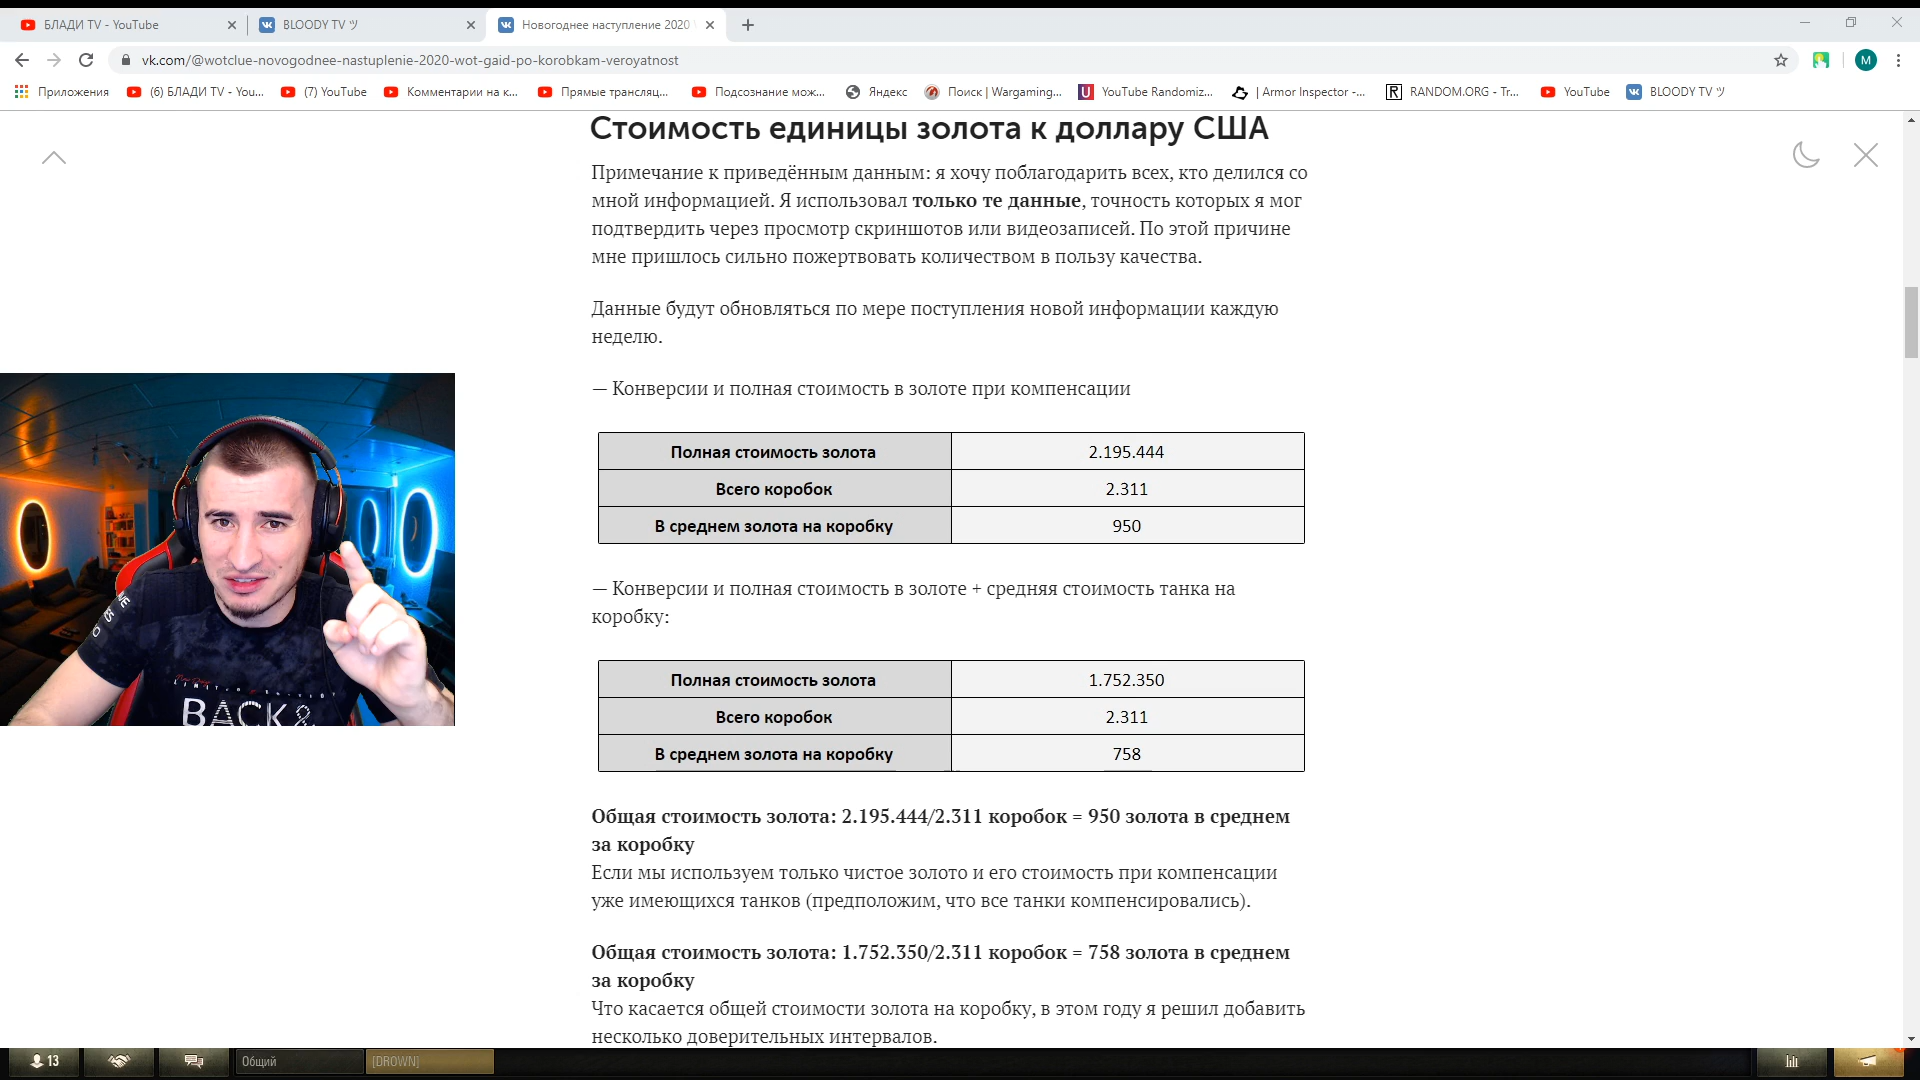 БЛАДИ TV - YouTube
BLOODY TV ツ
Новогоднее наступление 2020
vk.com/@wotclue-novogodnee-nastuplenie-2020-wot-gaid-po-korobkam-veroyatnost
M
Приложения
(6) БЛАДИ TV - You...
(7) YouTube
Комментарии на к...
Прямые трансляц...
Подсознание мож...
Яндекс
Поиск | Wargaming...
YouTube Randomiz...
| Armor Inspector -...
RANDOM.ORG - Tr...
YouTube
BLOODY TV ツ
Стоимость единицы золота к доллару США
Примечание к приведённым данным: я хочу поблагодарить всех, кто делился со
мной информацией. Я использовал только те данные, точность которых я мог
подтвердить через просмотр скриншотов или видеозаписей. По этой причине
мне пришлось сильно пожертвовать количеством в пользу качества.
Данные будут обновляться по мере поступления новой информации каждую
неделю.
— Конверсии и полная стоимость в золоте при компенсации
Полная стоимость золота 2.195.444
Всего коробок 2.311
В среднем золота на коробку 950
— Конверсии и полная стоимость в золоте + средняя стоимость танка на
коробку:
Полная стоимость золота 1.752.350
Всего коробок 2.311
В среднем золота на коробку 758
Общая стоимость золота: 2.195.444/2.311 коробок = 950 золота в среднем
за коробку
Если мы используем только чистое золото и его стоимость при компенсации
уже имеющихся танков (предположим, что все танки компенсировались).
Общая стоимость золота: 1.752.350/2.311 коробок = 758 золота в среднем
за коробку
Что касается общей стоимости золота на коробку, в этом году я решил добавить
несколько доверительных интервалов.
LIMITED EDITION
BACK &
13
Общий
[DROWN]